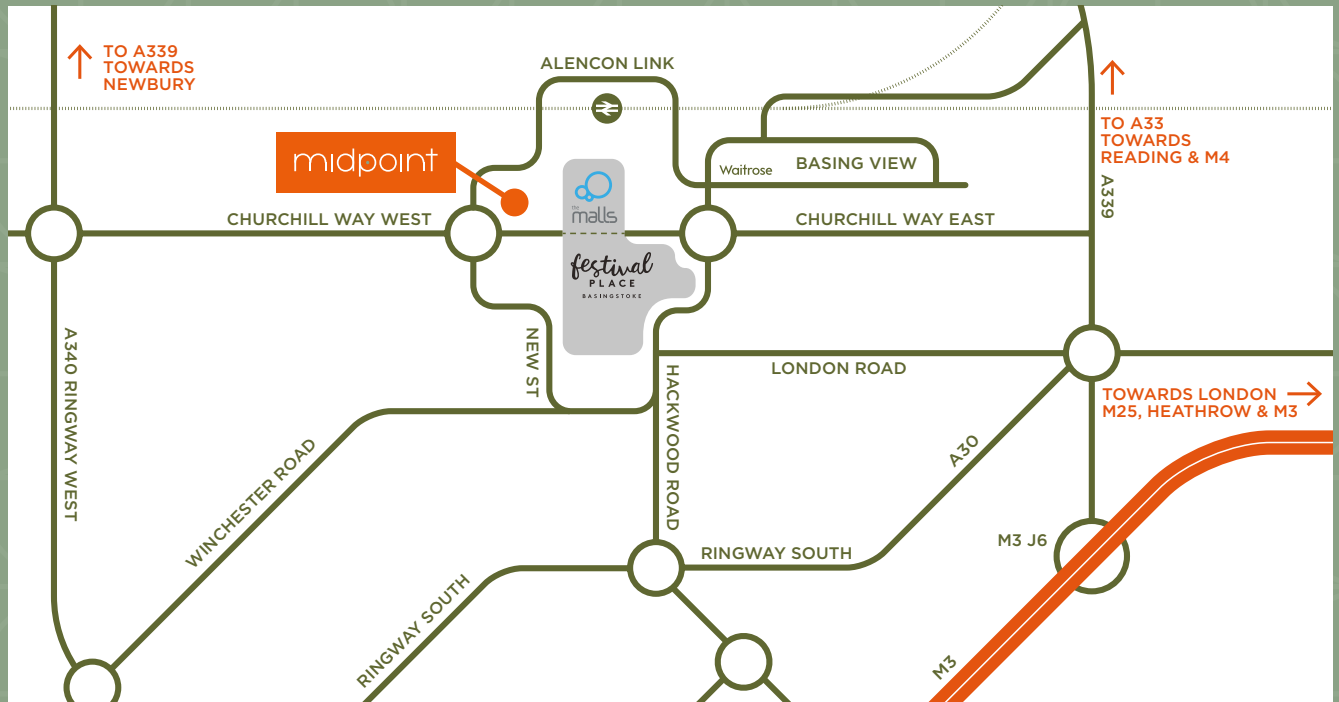 TO A339
TOWARDS
NEWBURY
ALENCON LINK
TO A33
TOWARDS
READING & M4
midpoint
Waitrose
BASING VIEW
A339
the
malls
CHURCHILL WAY WEST
CHURCHILL WAY EAST
festival
PLACE
BASINGSTOKE
A340 RINGWAY WEST
NEW ST
HACKWOOD ROAD
LONDON ROAD
TOWARDS LONDON
M25, HEATHROW & M3
WINCHESTER ROAD
A30
M3 J6
RINGWAY SOUTH
RINGWAY SOUTH
M3